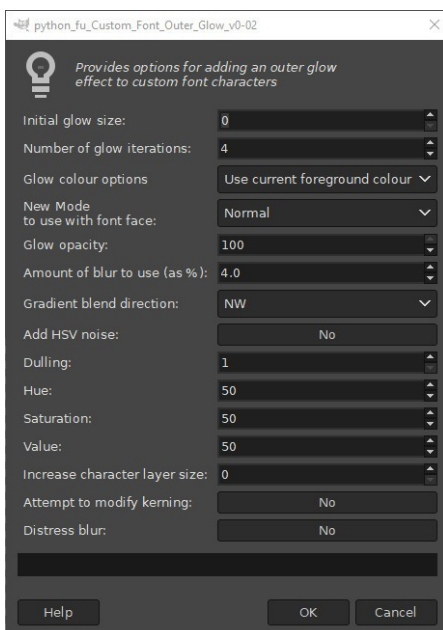 python_fu_Custom_Font_Outer_Glow_v0-02
Provides options for adding an outer glow
effect to custom font characters
Initial glow size: 0
Number of glow iterations: 4
Glow colour options Use current foreground colour
New Mode
to use with font face: Normal
Glow opacity: 100
Amount of blur to use (as %): 4.0
Gradient blend direction: NW
Add HSV noise: No
Dulling: 1
Hue: 50
Saturation: 50
Value: 50
Increase character layer size: 0
Attempt to modify kerning: No
Distress blur: No
Help OK Cancel